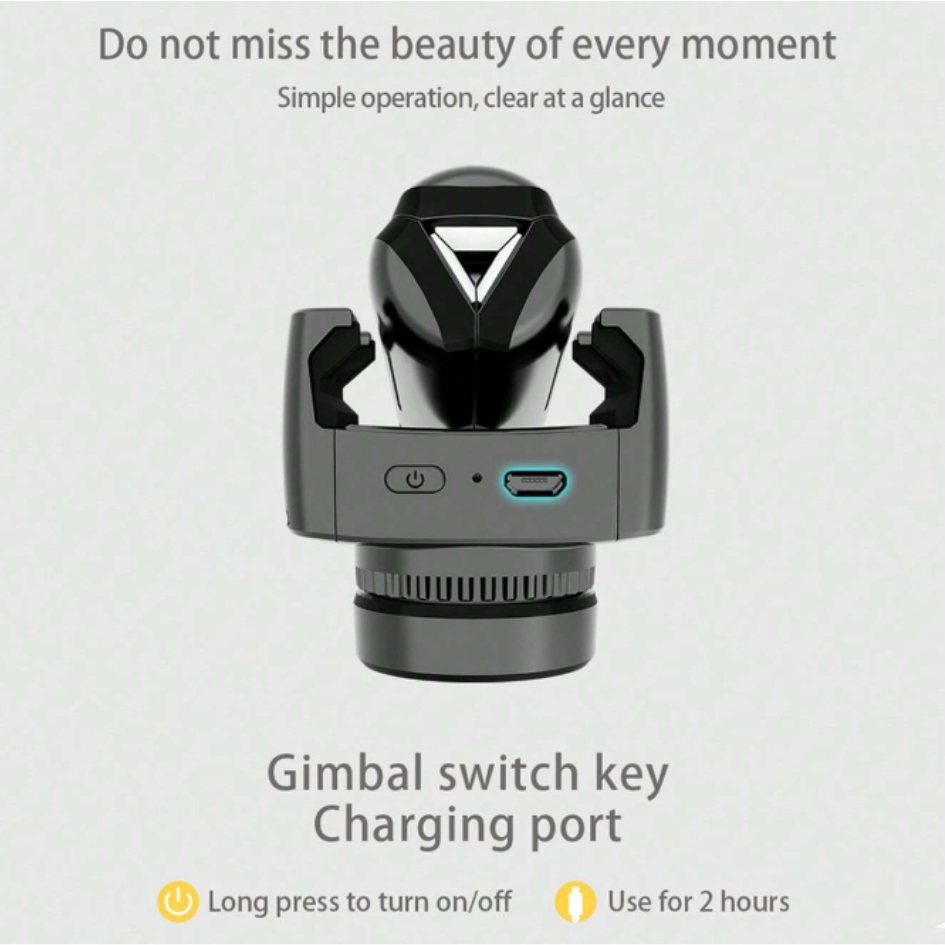 Do not miss the beauty of every moment
Simple operation, clear at a glance
Gimbal switch key
Charging port
Long press to turn on/off
Use for 2 hours